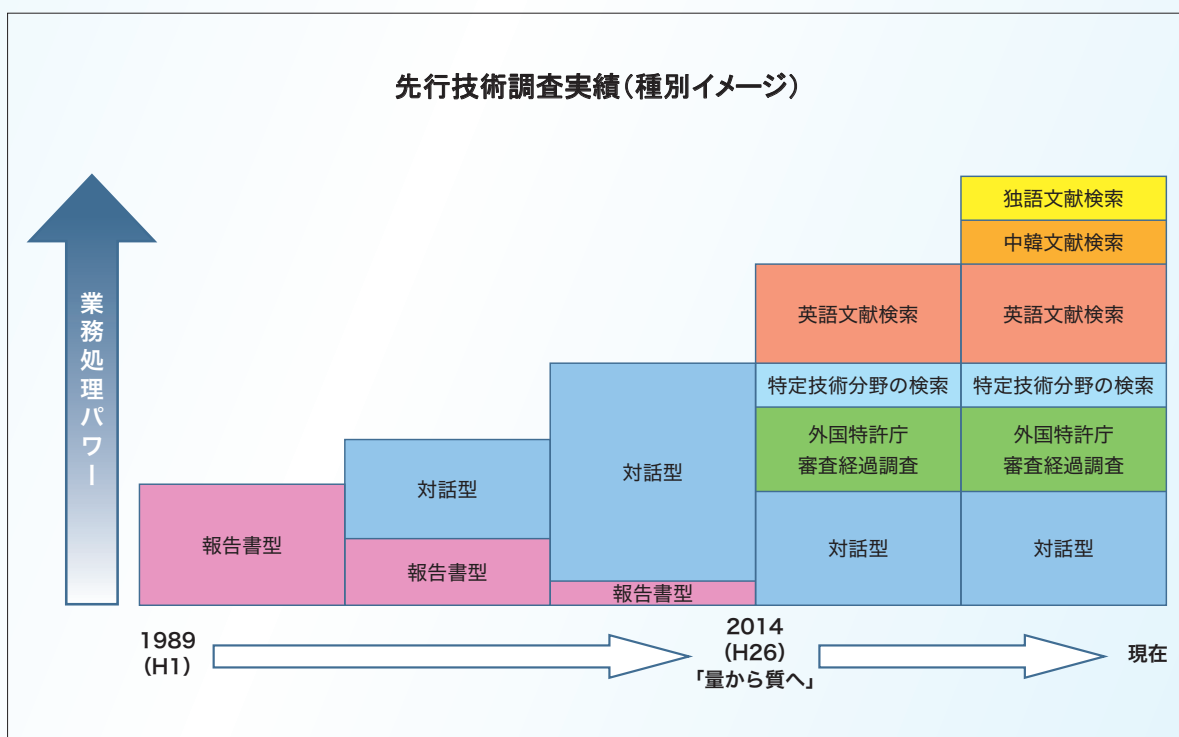 先行技術調査実績(種別イメージ)
業務処理パワー
報告書型
対話型
報告書型
対話型
報告書型
英語文献検索
特定技術分野の検索
外国特許庁
審査経過調査
対話型
独語文献検索
中韓文献検索
英語文献検索
特定技術分野の検索
外国特許庁
審査経過調査
対話型
1989
(H1)
2014
(H26)
「量から質へ」
現在